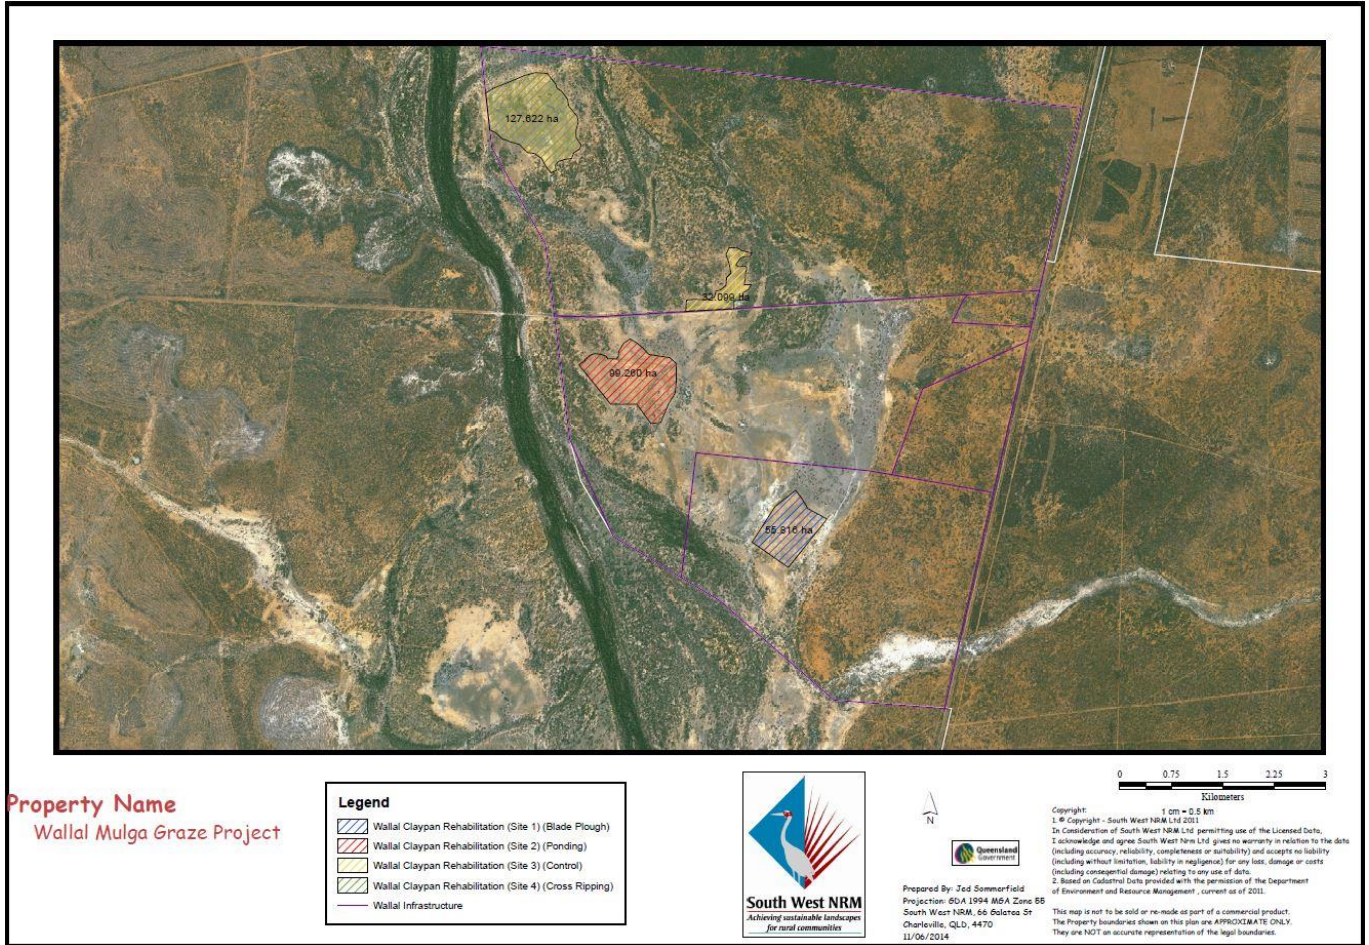 127.622 ha
32.099 ha
99.260 ha
55.816 ha
Property Name
Wallal Mulga Graze Project
Legend
Wallal Claypan Rehabilitation (Site 1) (Blade Plough)
Wallal Claypan Rehabilitation (Site 2) (Ponding)
Wallal Claypan Rehabilitation (Site 3) (Control)
Wallal Claypan Rehabilitation (Site 4) (Cross Ripping)
Wallal Infrastructure
South West NRM
Achieving sustainable landscapes
for rural communities
N
Queensland
Government
Prepared By: Jed Sommerfield
Projection: GDA 1994 MGA Zone 55
South West NRM, 66 Galatea St
Charleville, QLD, 4470
11/06/2014
0 0.75 1.5 2.25 3
Kilometers
1 cm = 0.5 km
Copyright:
1. © Copyright - South West NRM Ltd 2011
In Consideration of South West NRM Ltd permitting use of the Licensed Data,
I acknowledge and agree South West Nrm Ltd gives no warranty in relation to the data
(including accuracy, reliability, completeness or suitability) and accepts no liability
(including without limitation, liability in negligence) for any loss, damage or costs
(including consequential damage) relating to any use of data.
2. Based on Cadastral Data provided with the permission of the Department
of Environment and Resource Management , current as of 2011.
This map is not to be sold or re-made as part of a commercial product.
The Property boundaries shown on this plan are APPROXIMATE ONLY.
They are NOT an accurate representation of the legal boundaries.